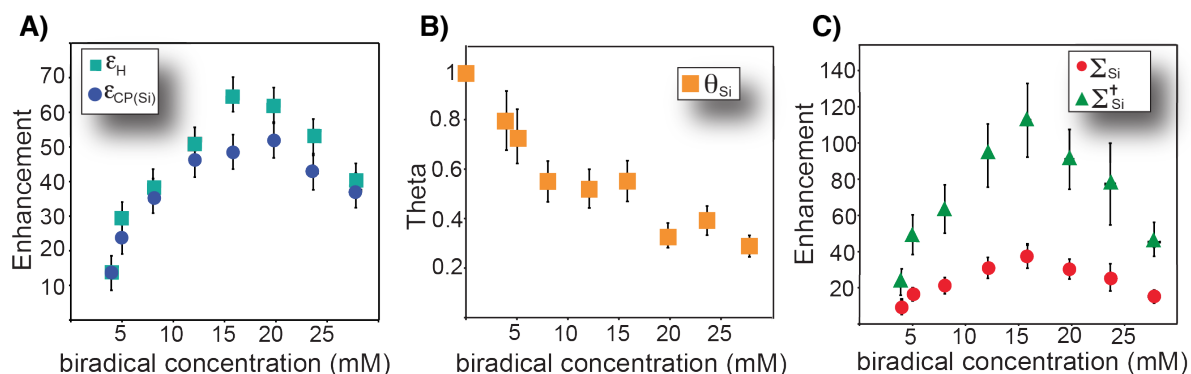 A)
εH
εCP(Si)
Enhancement
70
60
50
40
30
20
10
5
10
15
20
25
biradical concentration (mM)
B)
θSi
Theta
1
0.8
0.6
0.4
0.2
5
10
15
20
25
biradical concentration (mM)
C)
ΣSi
Σ†Si
Enhancement
140
120
100
80
60
40
20
5
10
15
20
25
biradical concentration (mM)